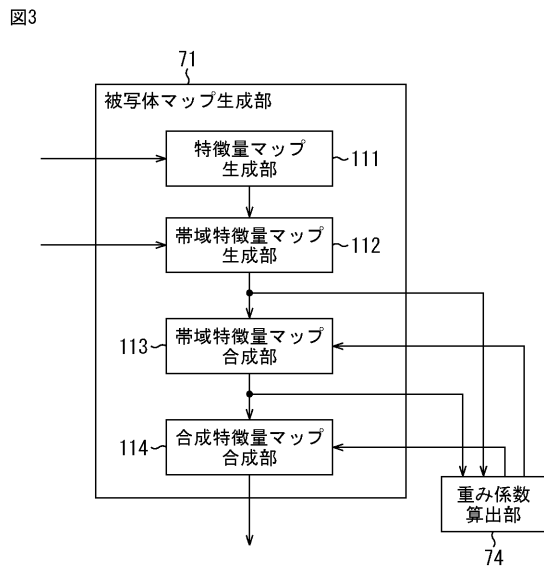 図3
71
被写体マップ生成部
特徴量マップ
生成部
111
帯域特徴量マップ
生成部
112
帯域特徴量マップ
合成部
113
合成特徴量マップ
合成部
114
重み係数
算出部
74